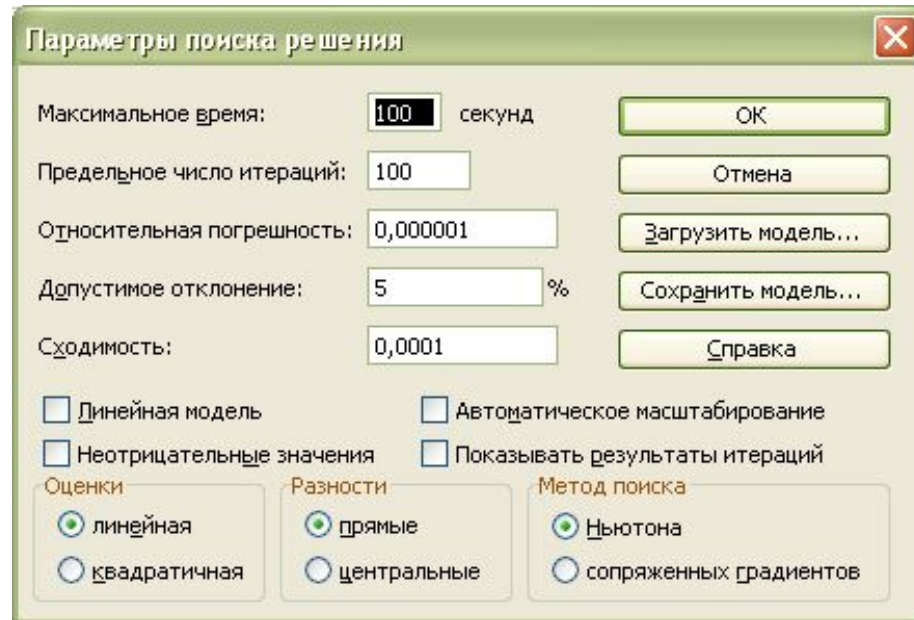 Параметры поиска решения
Максимальное время: 100 секунд OK
Предельное число итераций: 100 Отмена
Относительная погрешность: 0,000001 Загрузить модель...
Допустимое отклонение: 5 % Сохранить модель...
Сходимость: 0,0001 Справка
Линейная модель Автоматическое масштабирование
Неотрицательные значения Показывать результаты итераций
Оценки Разности Метод поиска
линейная прямые Ньютона
квадратичная центральные сопряженных градиентов